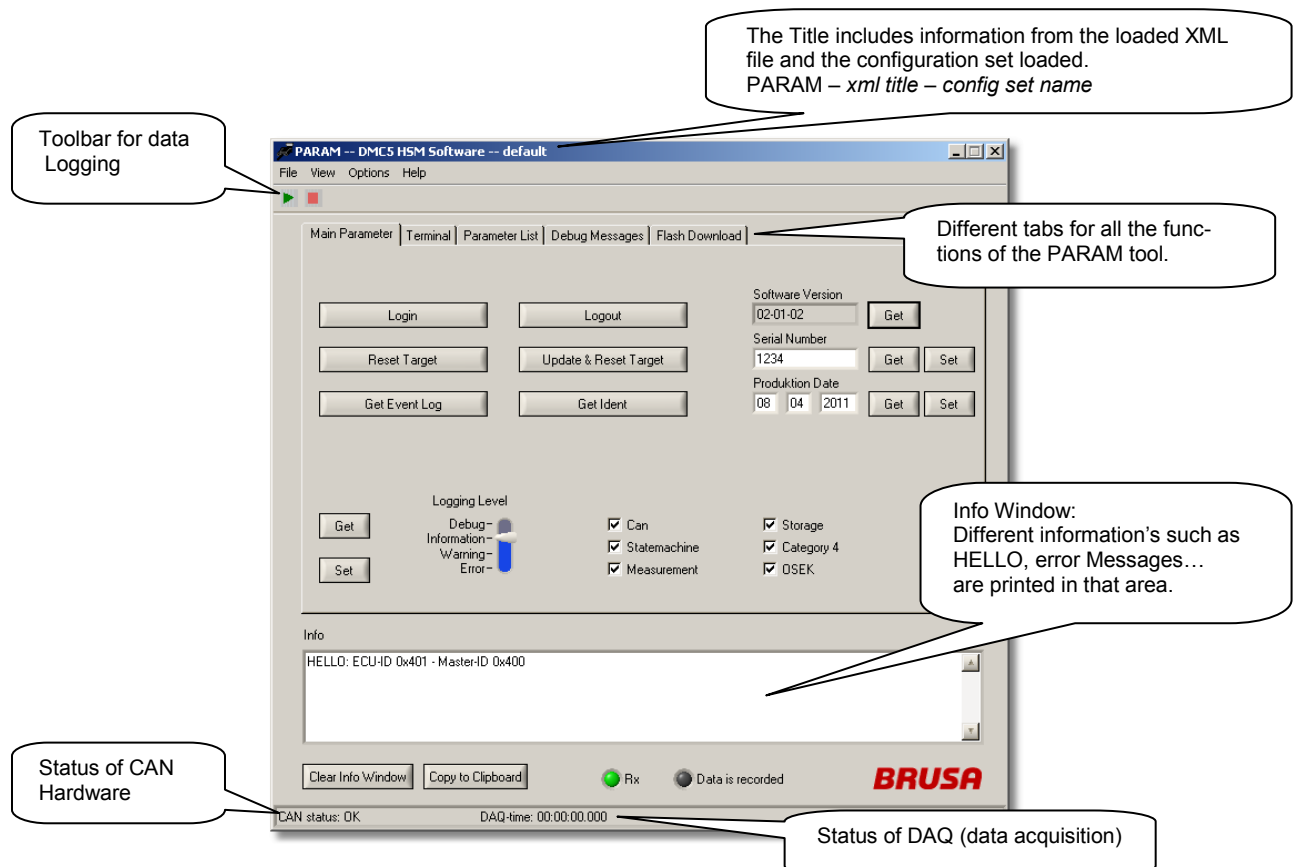 The Title includes information from the loaded XML
file and the configuration set loaded.
PARAM – xml title – config set name
Toolbar for data
Logging
PARAM -- DMC5 HSM Software -- default
File View Options Help
Main Parameter Terminal Parameter List Debug Messages Flash Download
Different tabs for all the func-
tions of the PARAM tool.
Software Version
Login Logout 02-01-02 Get
Serial Number
Reset Target Update & Reset Target 1234 Get Set
Produktion Date
Get Event Log Get Ident 08 04 2011 Get Set
Logging Level
Get Debug Can Storage
Information
Warning Statemachine Category 4
Set Error Measurement OSEK
Info Window:
Different information's such as
HELLO, error Messages…
are printed in that area.
Info
HELLO: ECU-ID 0x401 - Master-ID 0x400
Status of CAN
Hardware
Clear Info Window Copy to Clipboard Rx Data is recorded BRUSA
CAN status: OK DAQ-time: 00:00:00.000
Status of DAQ (data acquisition)